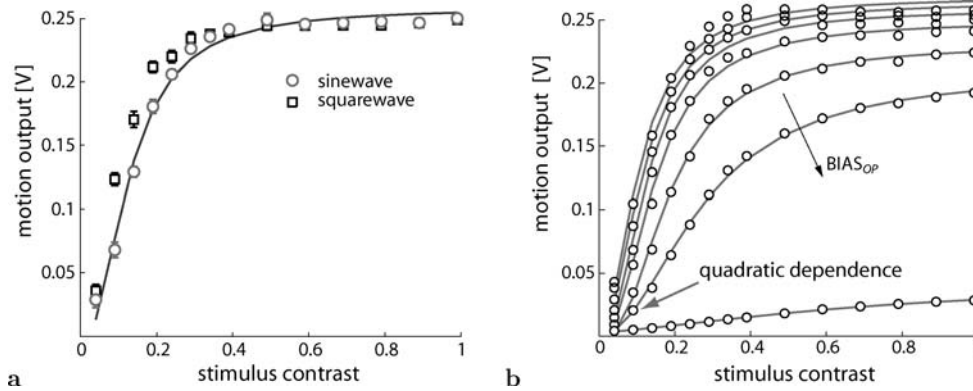 0.25
0.2
0.15
0.1
0.05
motion output [V]
sinewave
squarewave
0
0.2
0.4
0.6
0.8
1
stimulus contrast
a
0.25
0.2
0.15
0.1
0.05
motion output [V]
BIAS_OP
quadratic dependence
0
0.2
0.4
0.6
0.8
stimulus contrast
b